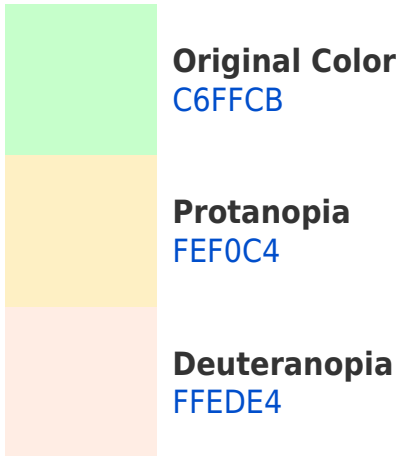 Original Color
C6FFCB
Protanopia
FEF0C4
Deuteranopia
FFEDE4